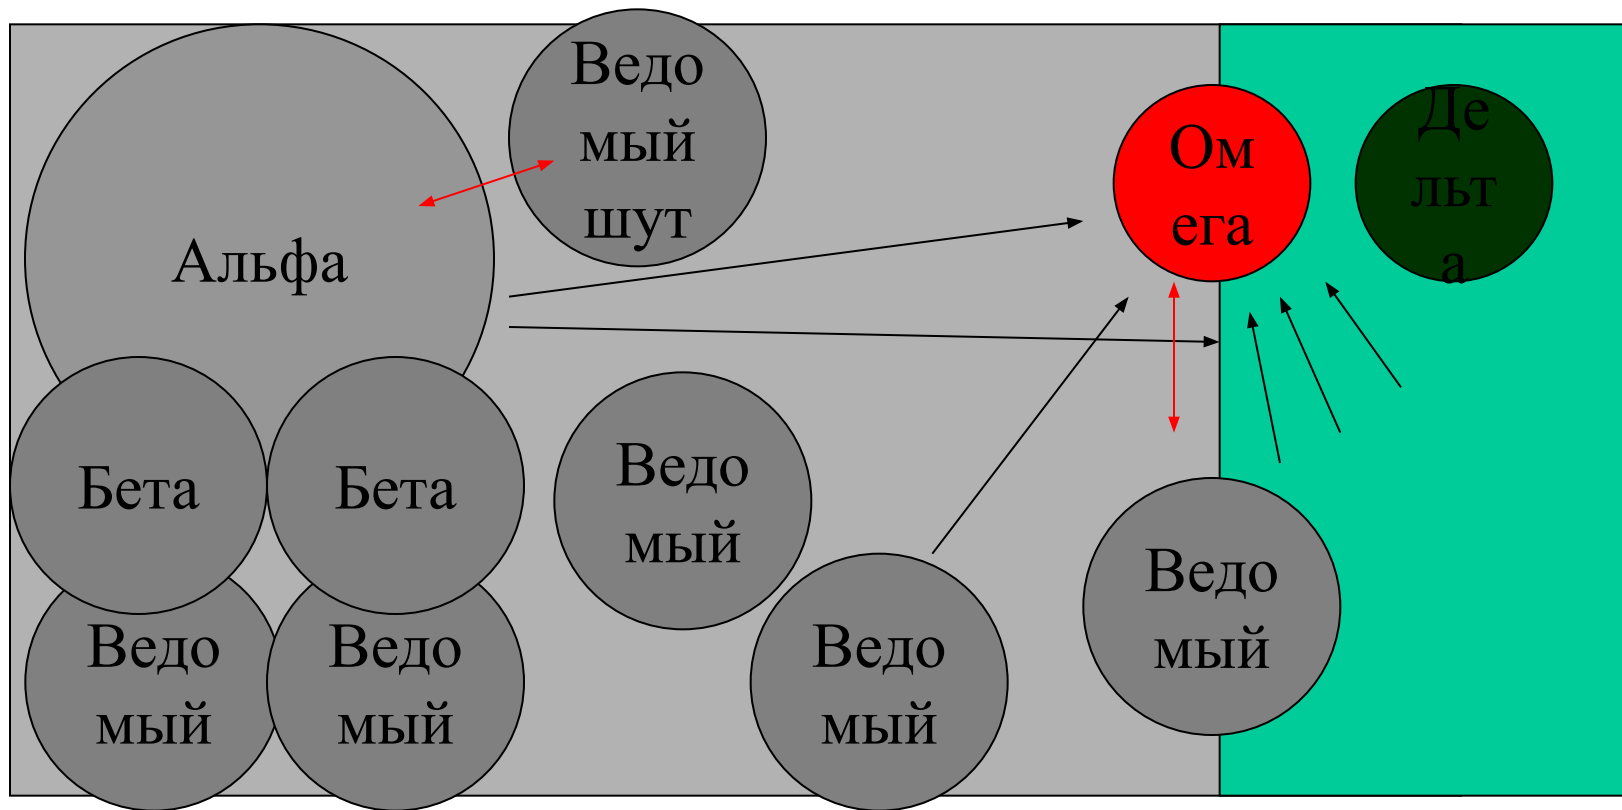 Ведо
мый
шут
Альфа
Ом
ега
Де
льт
а
Бета
Бета
Ведо
мый
Ведо
мый
Ведо
мый
Ведо
мый
Ведо
мый